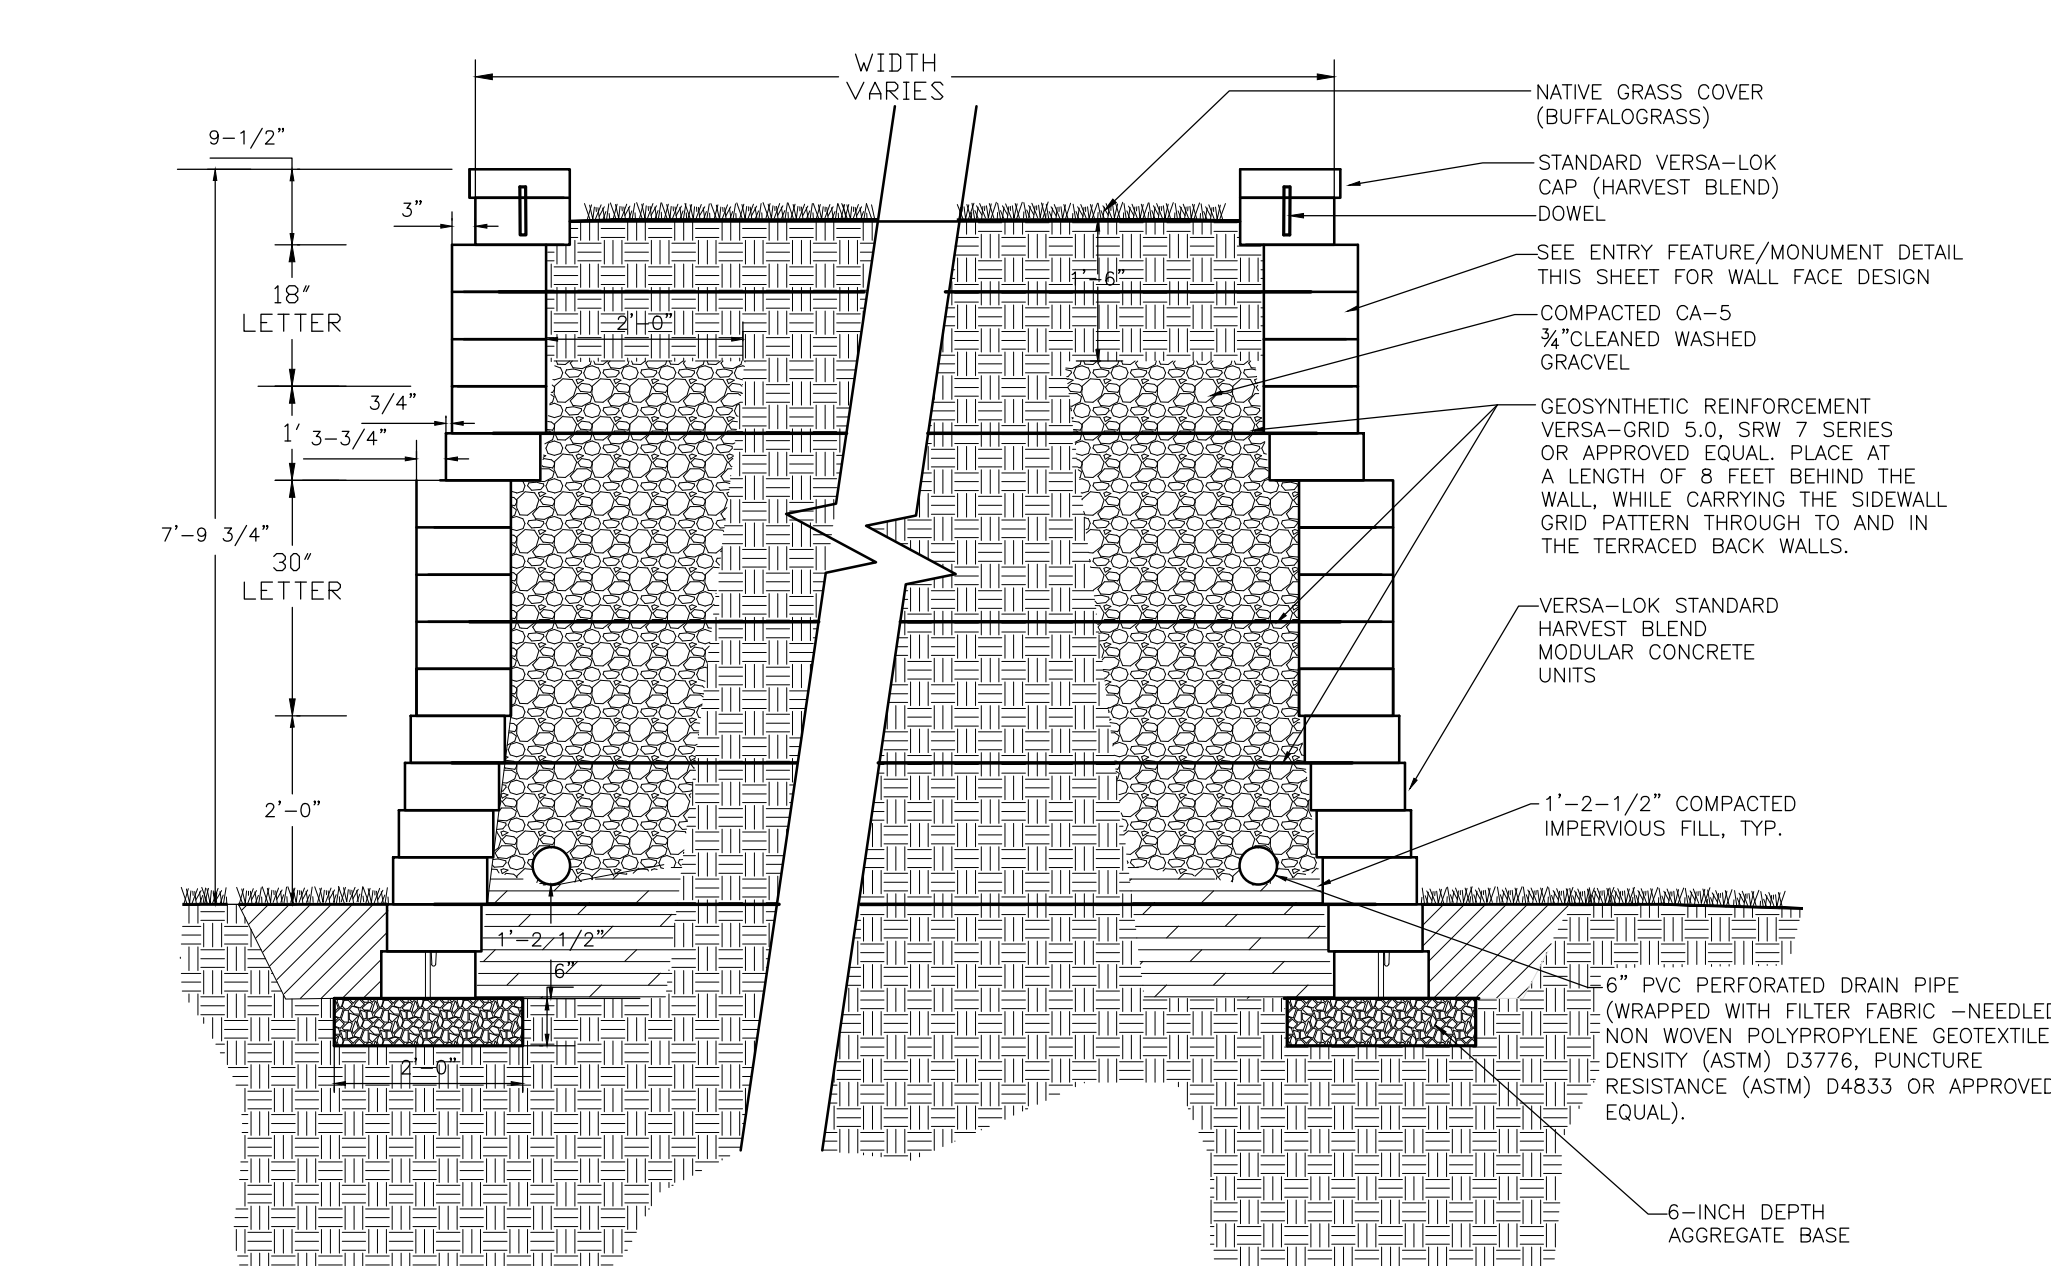 WIDTH
VARIES
9-1/2"
3"
18"
LETTER
3/4"
1'
3-3/4"
7'-9 3/4"
30"
LETTER
2'-0"
2'-0"
1'-6"
1'-2 1/2"
6"
2'-0"
NATIVE GRASS COVER
(BUFFALOGRASS)
STANDARD VERSA-LOK
CAP (HARVEST BLEND)
DOWEL
SEE ENTRY FEATURE/MONUMENT DETAIL
THIS SHEET FOR WALL FACE DESIGN
COMPACTED CA-5
¾"CLEANED WASHED
GRACVEL
GEOSYNTHETIC REINFORCEMENT
VERSA-GRID 5.0, SRW 7 SERIES
OR APPROVED EQUAL. PLACE AT
A LENGTH OF 8 FEET BEHIND THE
WALL, WHILE CARRYING THE SIDEWALL
GRID PATTERN THROUGH TO AND IN
THE TERRACED BACK WALLS.
VERSA-LOK STANDARD
HARVEST BLEND
MODULAR CONCRETE
UNITS
1'-2-1/2" COMPACTED
IMPERVIOUS FILL, TYP.
6" PVC PERFORATED DRAIN PIPE
(WRAPPED WITH FILTER FABRIC -NEEDLED
NON WOVEN POLYPROPYLENE GEOTEXTILE
DENSITY (ASTM) D3776, PUNCTURE
RESISTANCE (ASTM) D4833 OR APPROVED
EQUAL).
6-INCH DEPTH
AGGREGATE BASE